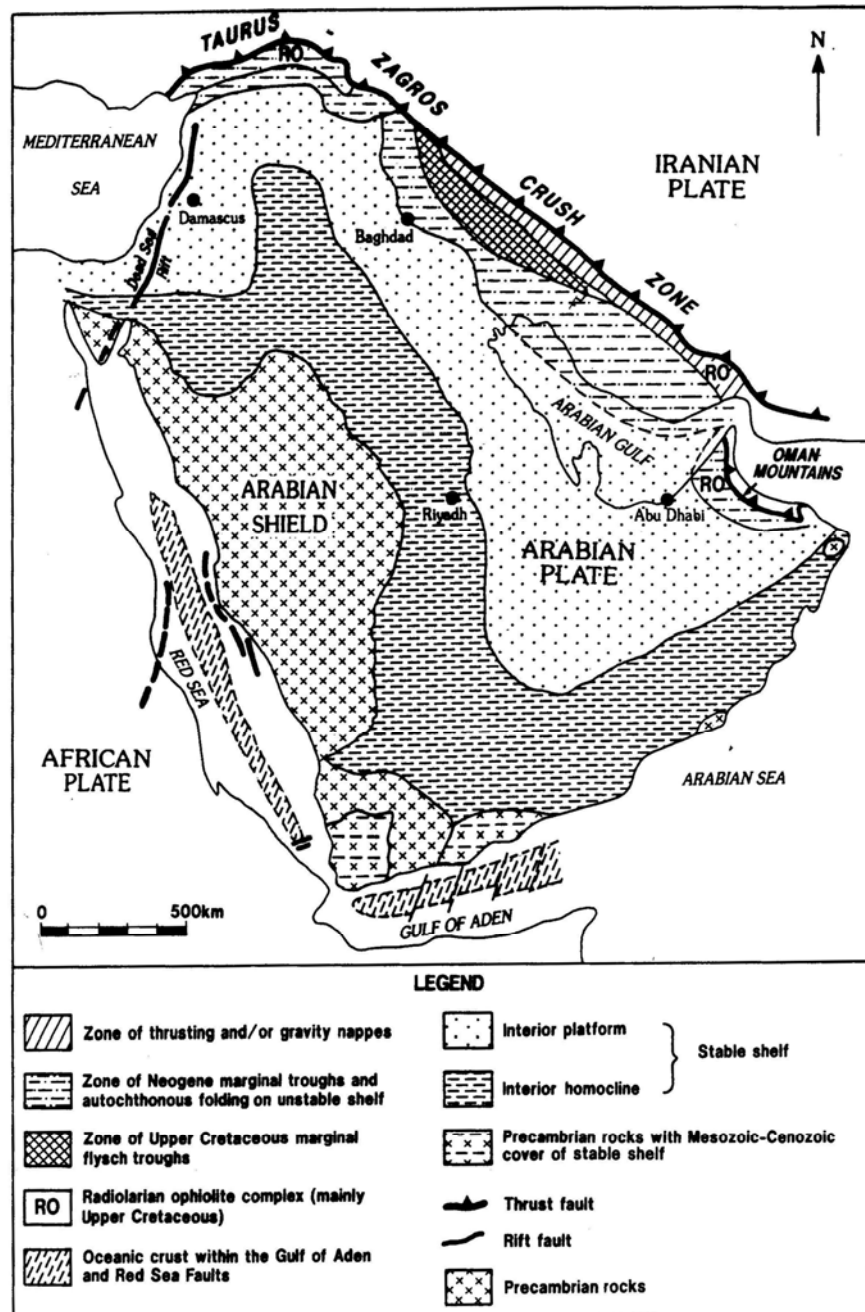 TAURUS
RO
ZAGROS
N
MEDITERRANEAN
SEA
IRANIAN
PLATE
CRUSH
Damascus
Baghdad
Dead Sea
Rift
ZONE
RO
ARABIAN
GULF
OMAN
MOUNTAINS
RO
ARABIAN
SHIELD
Riyadh
Abu Dhabi
ARABIAN
PLATE
RED SEA
AFRICAN
PLATE
ARABIAN SEA
0 500km
GULF OF ADEN
LEGEND
Zone of thrusting and/or gravity nappes
Zone of Neogene marginal troughs and
autochthonous folding on unstable shelf
Zone of Upper Cretaceous marginal
flysch troughs
RO Radiolarian ophiolite complex (mainly
Upper Cretaceous)
Oceanic crust within the Gulf of Aden
and Red Sea Faults
Interior platform
Stable shelf
Interior homocline
Precambrian rocks with Mesozoic-Cenozoic
cover of stable shelf
Thrust fault
Rift fault
Precambrian rocks